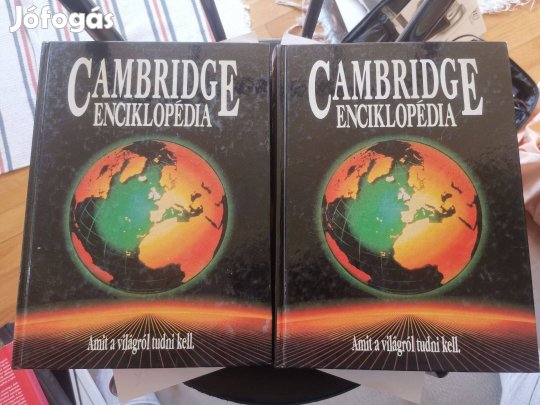 Jófogás
CAMBRIDGE
ENCIKLOPÉDIA
Amit a világról tudni kell.
CAMBRIDGE
ENCIKLOPÉDIA
Amit a világról tudni kell.